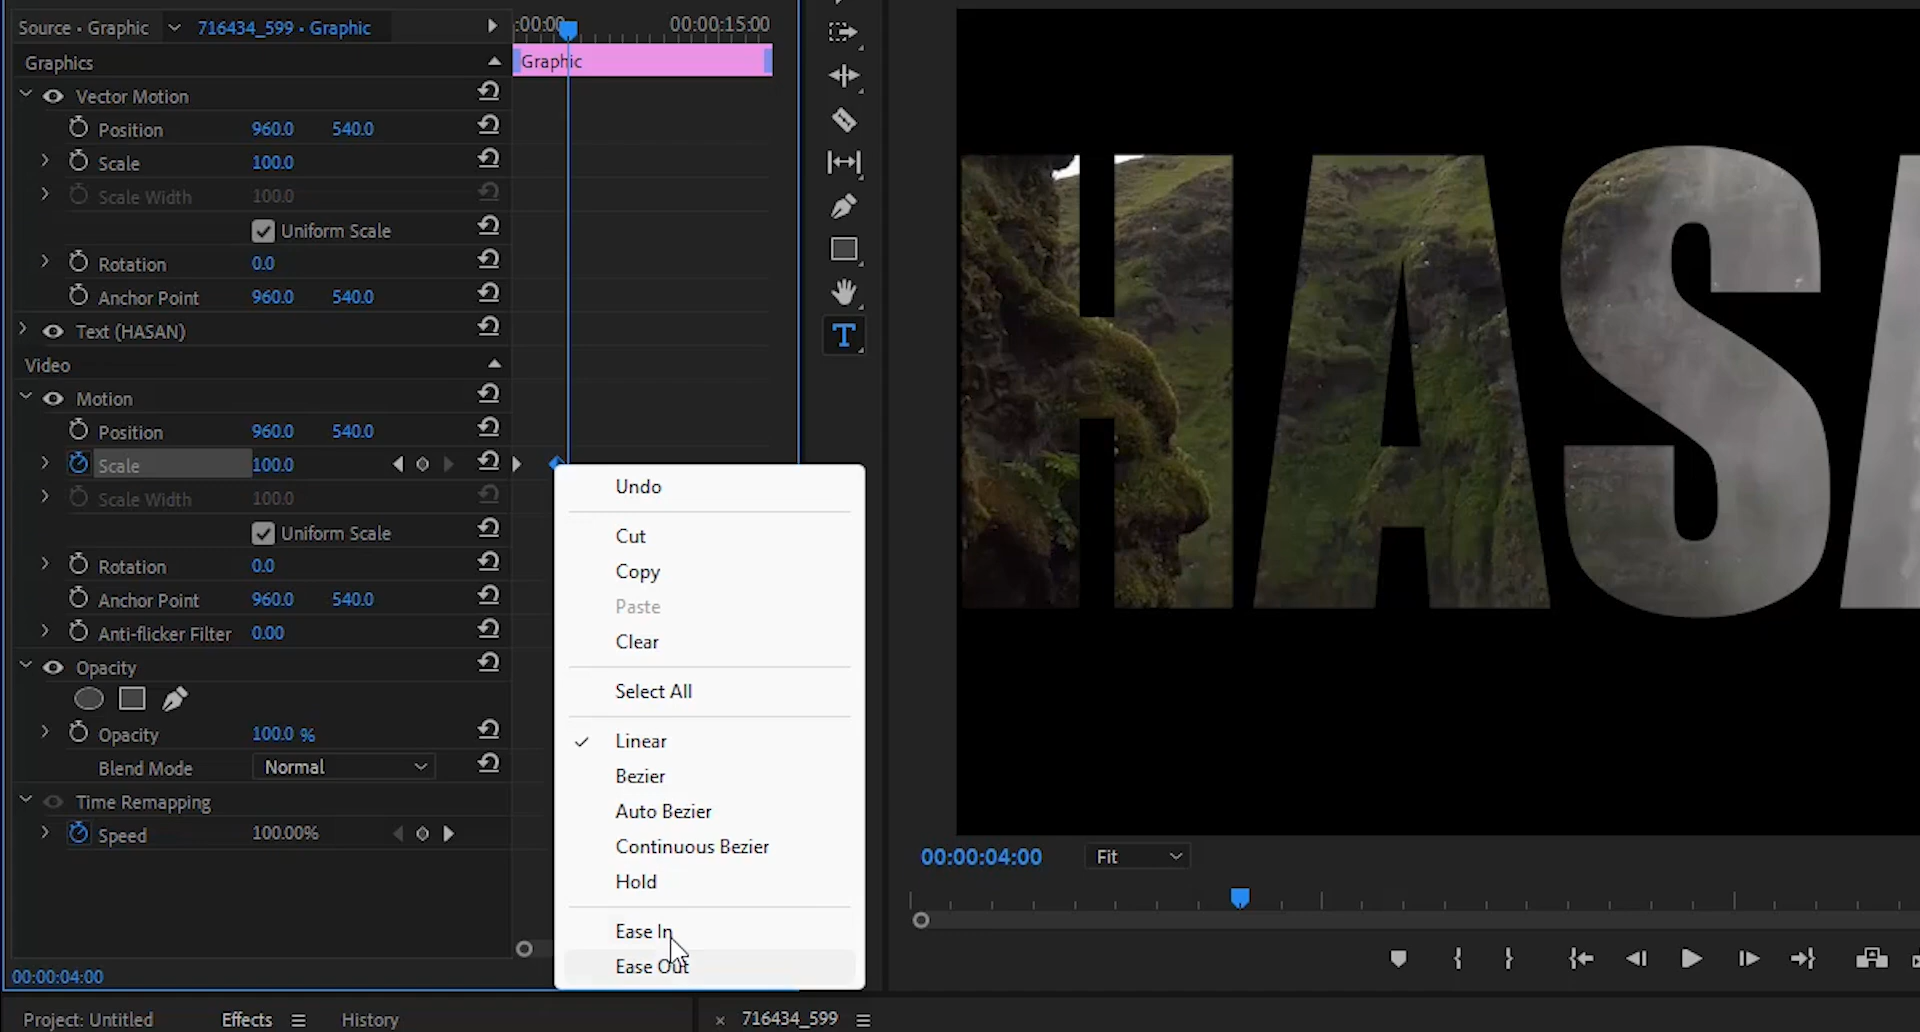 Source • Graphic
716434_599 • Graphic
:00:00
00:00:15:00
Graphics
Graphic
Vector Motion
Position 960.0 540.0
Scale 100.0
Scale Width 100.0
Uniform Scale
Rotation 0.0
Anchor Point 960.0 540.0
Text (HASAN)
Video
Motion
Position 960.0 540.0
Scale 100.0
Scale Width 100.0
Uniform Scale
Rotation 0.0
Anchor Point 960.0 540.0
Anti-flicker Filter 0.00
Opacity
Opacity 100.0 %
Blend Mode Normal
Time Remapping
Speed 100.00%
00:00:04:00
Undo
Cut
Copy
Paste
Clear
Select All
Linear
Bezier
Auto Bezier
Continuous Bezier
Hold
Ease In
Ease Out
T
HASA
00:00:04:00
Fit
Project: Untitled
Effects
History
716434_599